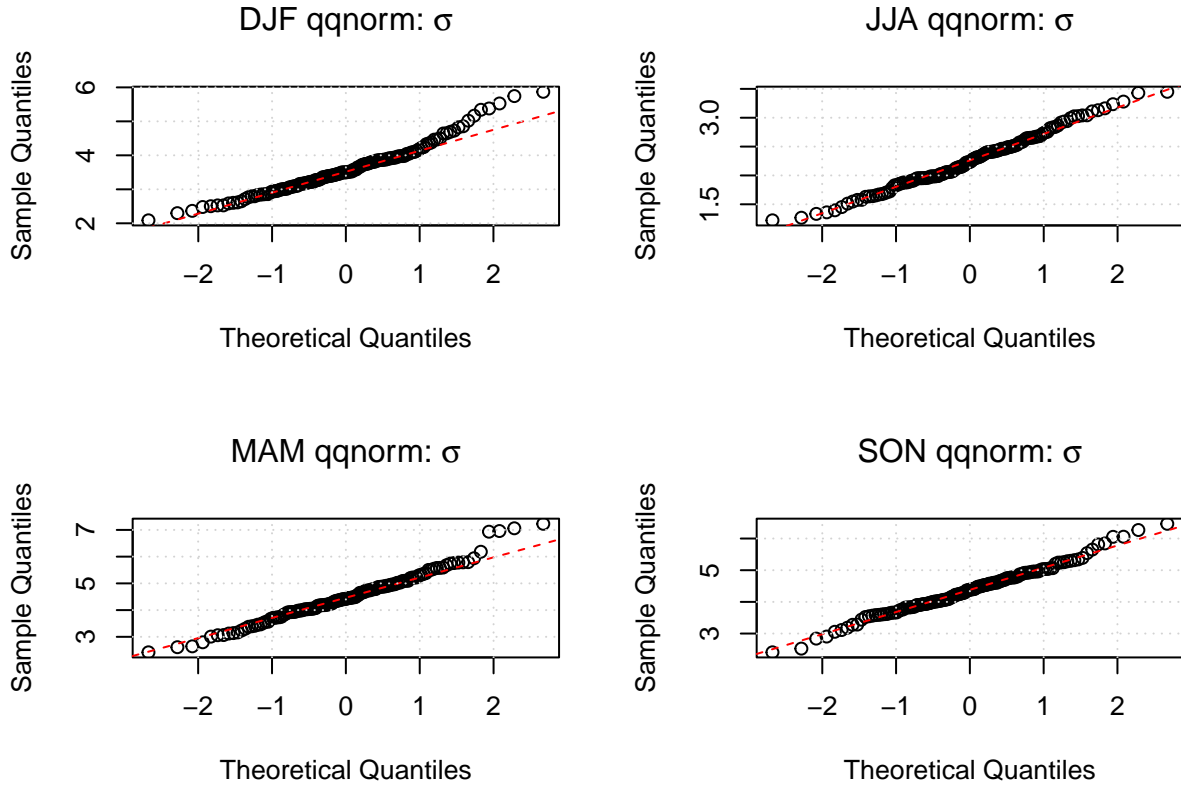 DJF qqnorm: σ
Sample Quantiles
2
4
6
−2 −1 0 1 2
Theoretical Quantiles
JJA qqnorm: σ
Sample Quantiles
1.5
3.0
−2 −1 0 1 2
Theoretical Quantiles
MAM qqnorm: σ
Sample Quantiles
3
5
7
−2 −1 0 1 2
Theoretical Quantiles
SON qqnorm: σ
Sample Quantiles
3
5
−2 −1 0 1 2
Theoretical Quantiles